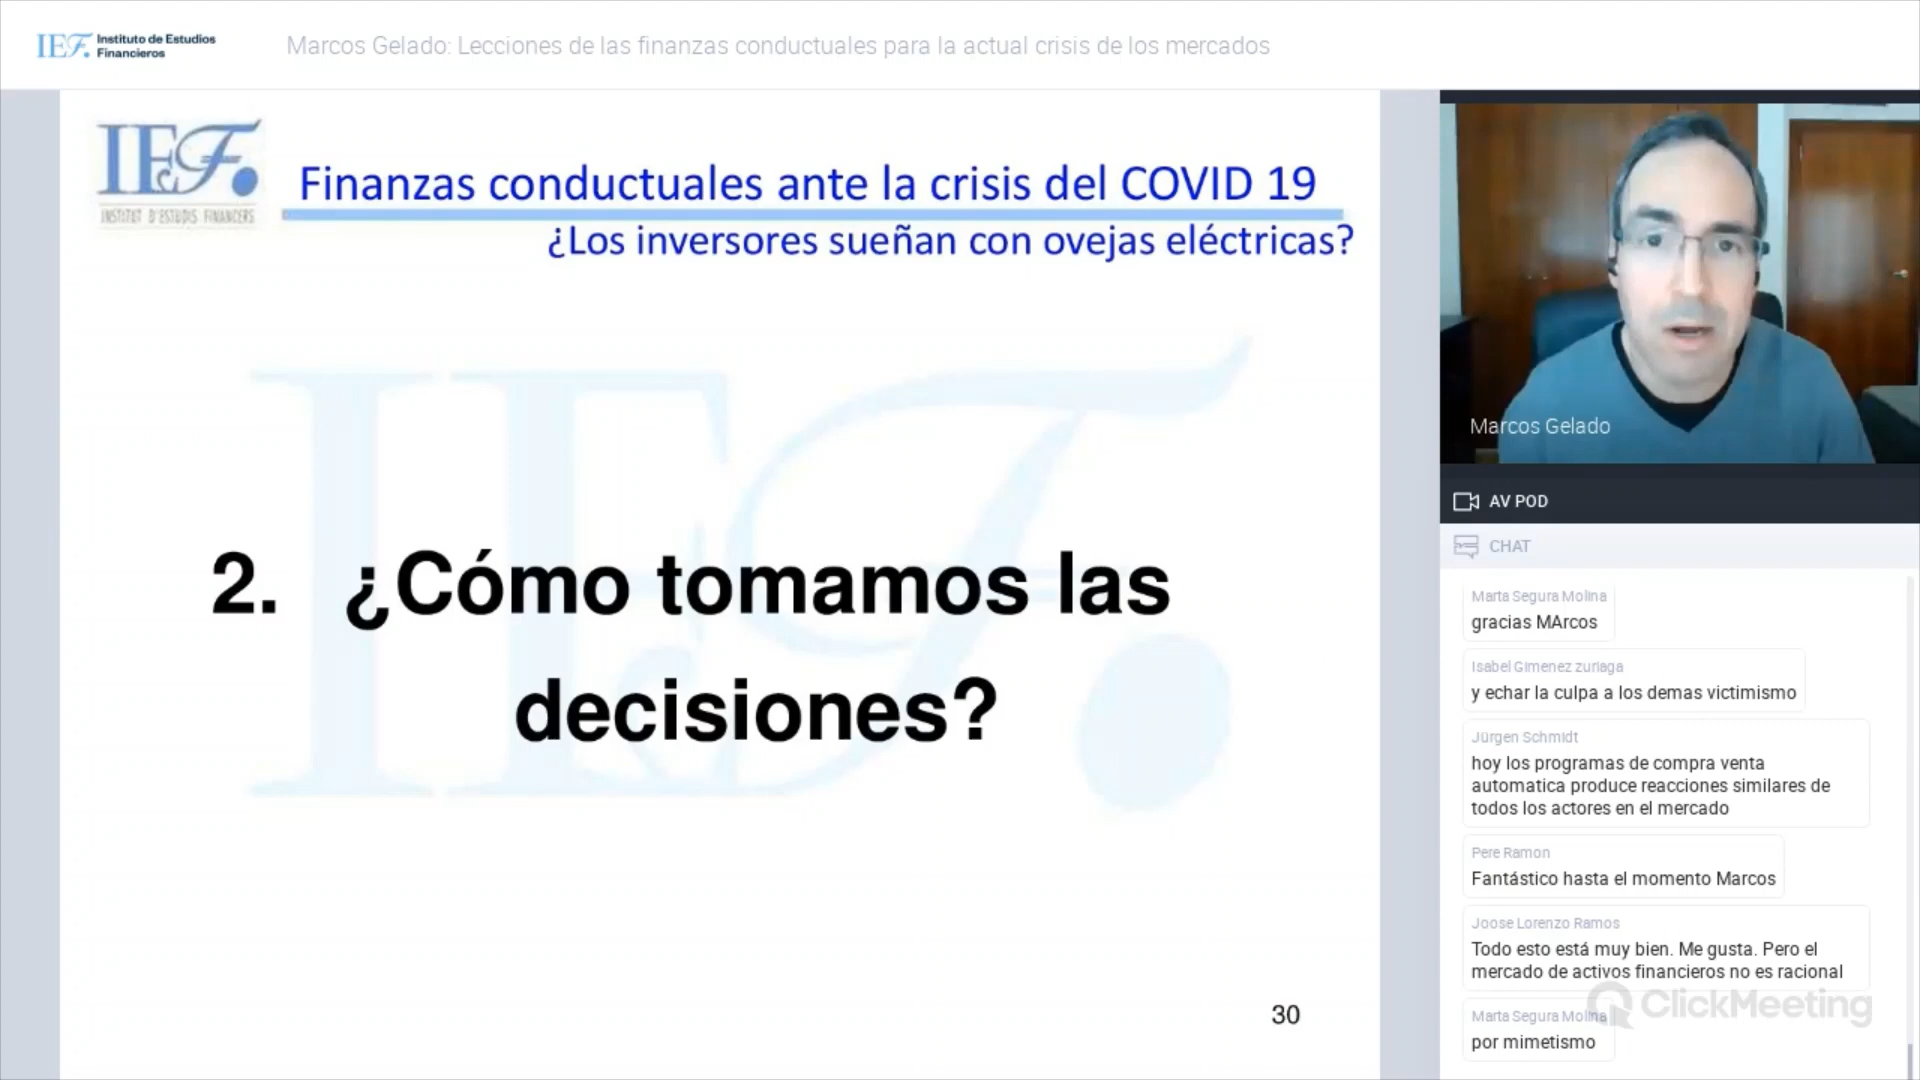 IEF. Instituto de Estudios
Financieros
Marcos Gelado: Lecciones de las finanzas conductuales para la actual crisis de los mercados
IEF.
INSTITUT D'ESTUDIS FINANCERS
Finanzas conductuales ante la crisis del COVID 19
¿Los inversores sueñan con ovejas eléctricas?
2. ¿Cómo tomamos las
decisiones?
30
Marcos Gelado
AV POD
CHAT
Marta Segura Molina
gracias MArcos
Isabel Gimenez zuriaga
y echar la culpa a los demas victimismo
Jürgen Schmidt
hoy los programas de compra venta
automatica produce reacciones similares de
todos los actores en el mercado
Pere Ramon
Fantástico hasta el momento Marcos
Joose Lorenzo Ramos
Todo esto está muy bien. Me gusta. Pero el
mercado de activos financieros no es racional
ClickMeeting
Marta Segura Molina
por mimetismo